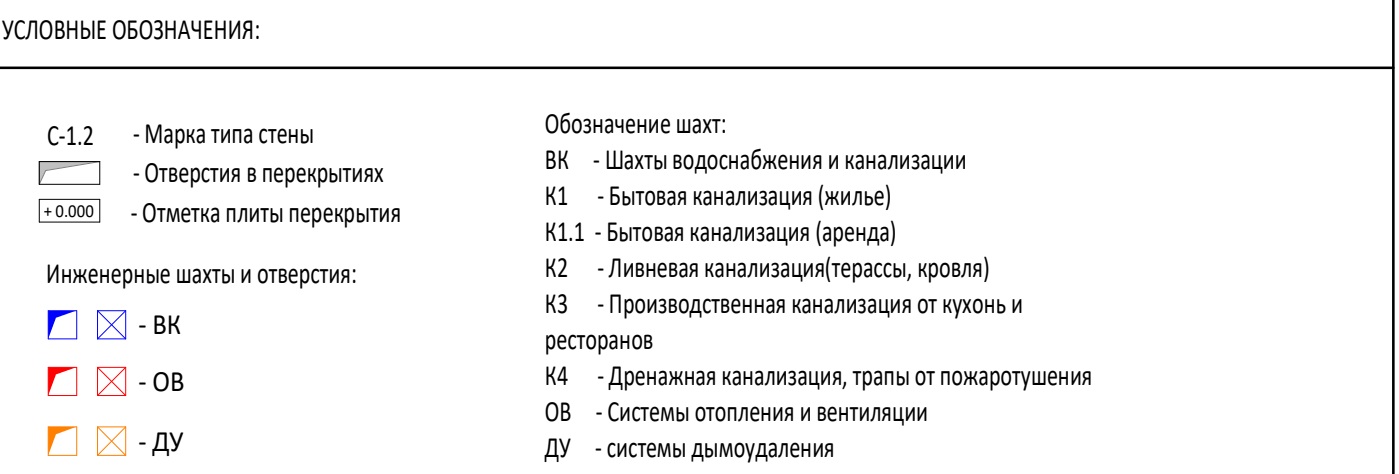 УСЛОВНЫЕ ОБОЗНАЧЕНИЯ:
С-1.2 - Марка типа стены
- Отверстия в перекрытиях
+ 0.000 - Отметка плиты перекрытия
Инженерные шахты и отверстия:
- ВК
- ОВ
- ДУ
Обозначение шахт:
ВК - Шахты водоснабжения и канализации
К1 - Бытовая канализация (жилье)
К1.1 - Бытовая канализация (аренда)
К2 - Ливневая канализация(терассы, кровля)
К3 - Производственная канализация от кухонь и
ресторанов
К4 - Дренажная канализация, трапы от пожаротушения
ОВ - Системы отопления и вентиляции
ДУ - системы дымоудаления